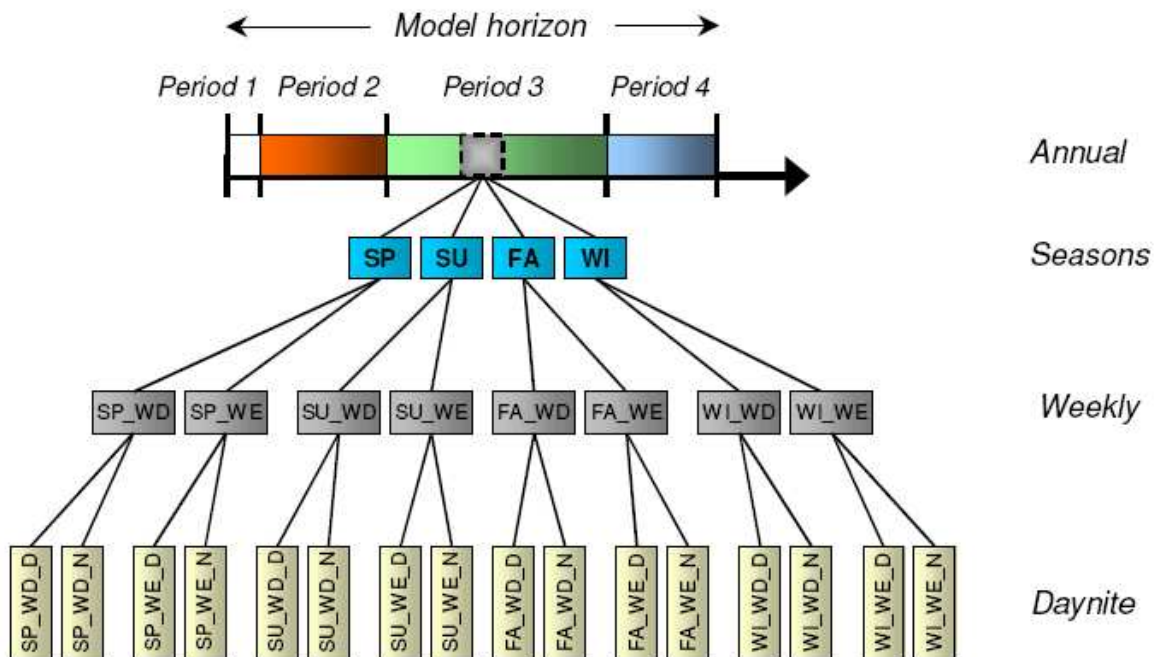 Model horizon
Period 1 Period 2 Period 3 Period 4
Annual
SP SU FA WI
Seasons
SP_WD SP_WE SU_WD SU_WE FA_WD FA_WE WI_WD WI_WE
Weekly
SP_WD_D SP_WD_N SP_WE_D SP_WE_N SU_WD_D SU_WD_N SU_WE_D SU_WE_N FA_WD_D FA_WD_N FA_WE_D FA_WE_N WI_WD_D WI_WD_N WI_WE_D WI_WE_N
Daynite